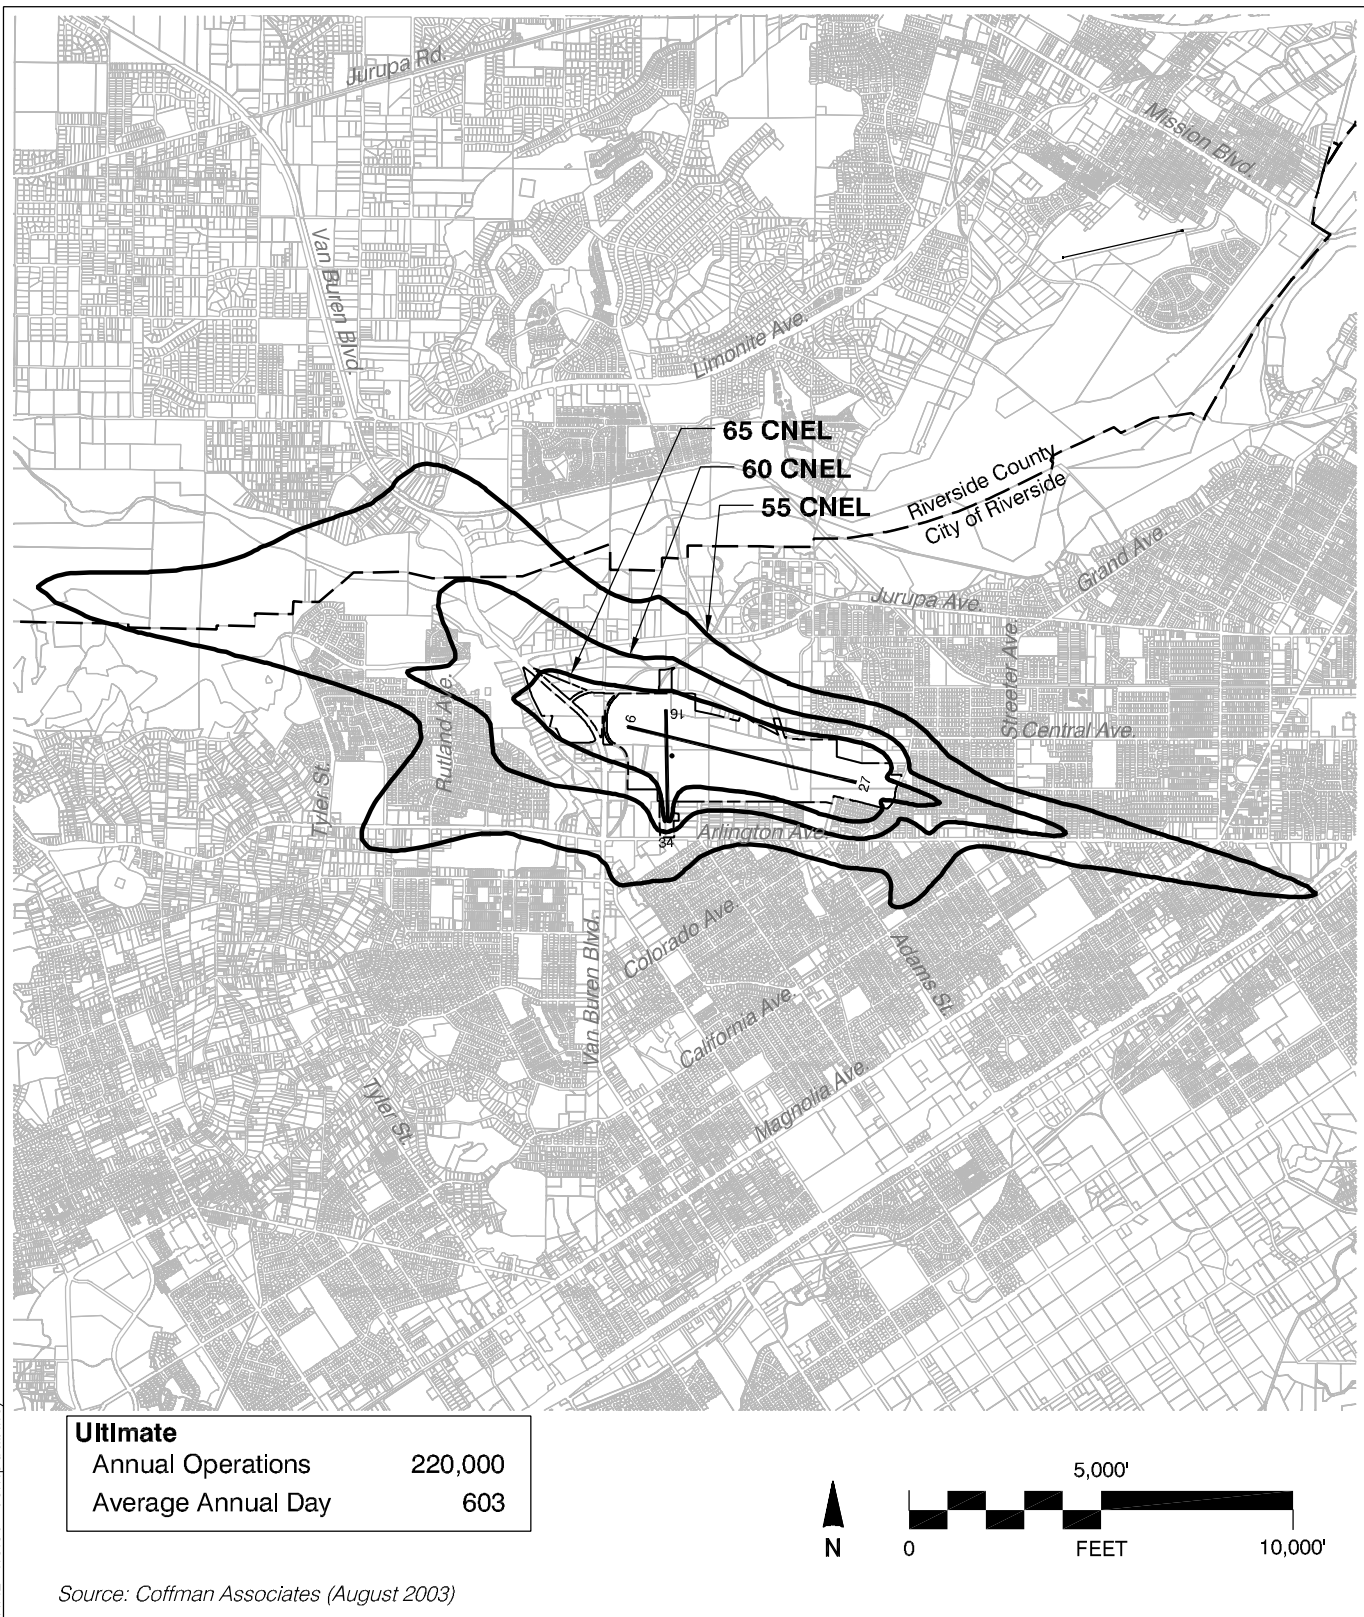 Jurupa Rd.
Mission Blvd.
Van Buren Blvd.
Limonite Ave.
65 CNEL
60 CNEL
55 CNEL
Riverside County
City of Riverside
Grand Ave.
Jurupa Ave.
Streeter Ave.
Central Ave.
Rutland Ave.
Tyler St.
9
16
27
34
Arlington Ave.
Colorado Ave.
Adams St.
Van Buren Blvd.
California Ave.
Magnolia Ave.
Tyler St.
UltImate
Annual Operations 220,000
Average Annual Day 603
5,000'
N
0 FEET 10,000'
Source: Coffman Associates (August 2003)